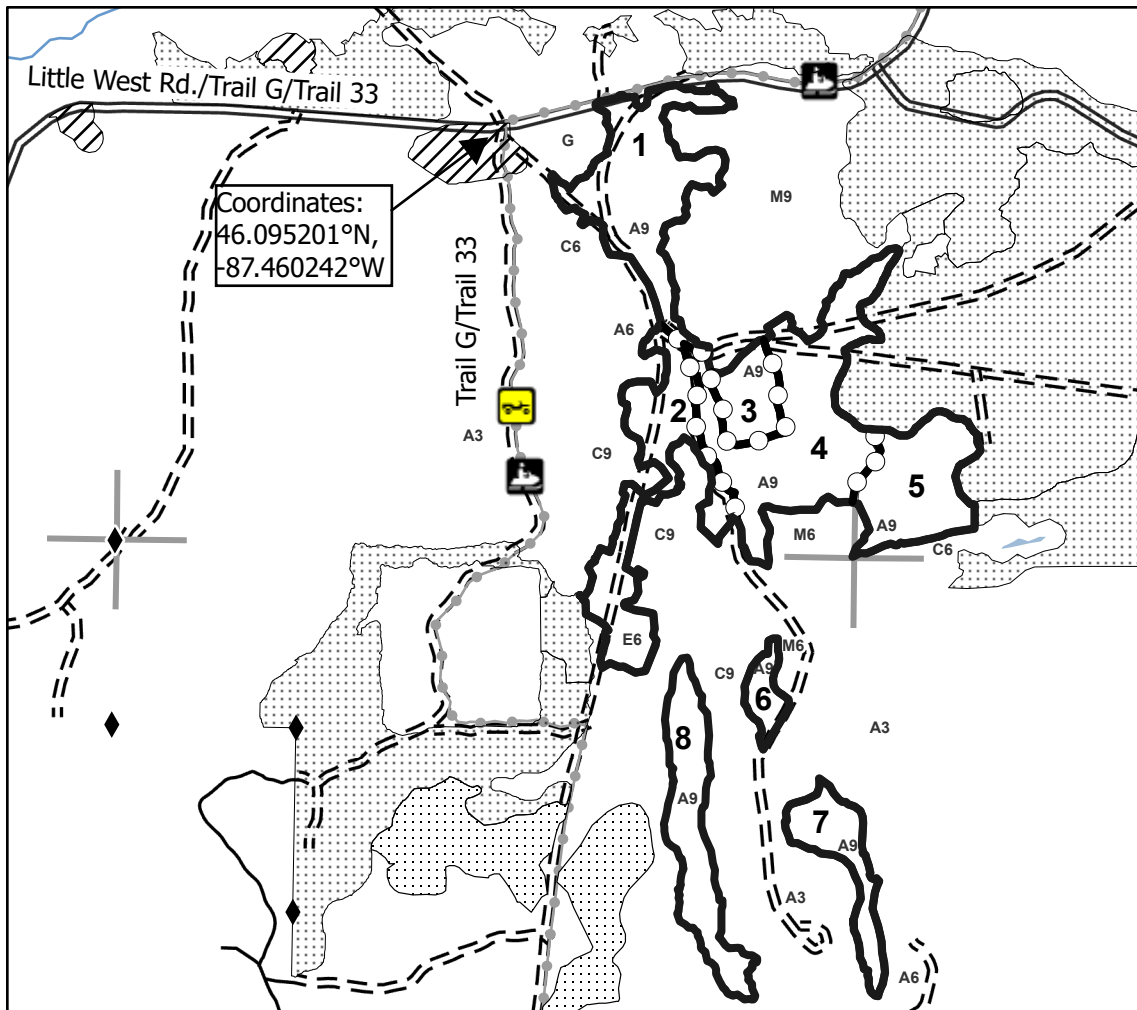 Little West Rd./Trail G/Trail 33
G
1
M9
Coordinates:
46.095201°N,
-87.460242°W
A9
C6
Trail G/Trail 33
A6
A9
3
2
4
A3
C9
A9
5
C9
M6
A9
C6
E6
M6
A9
C9
6
A3
8
A9
7
A9
A3
A6